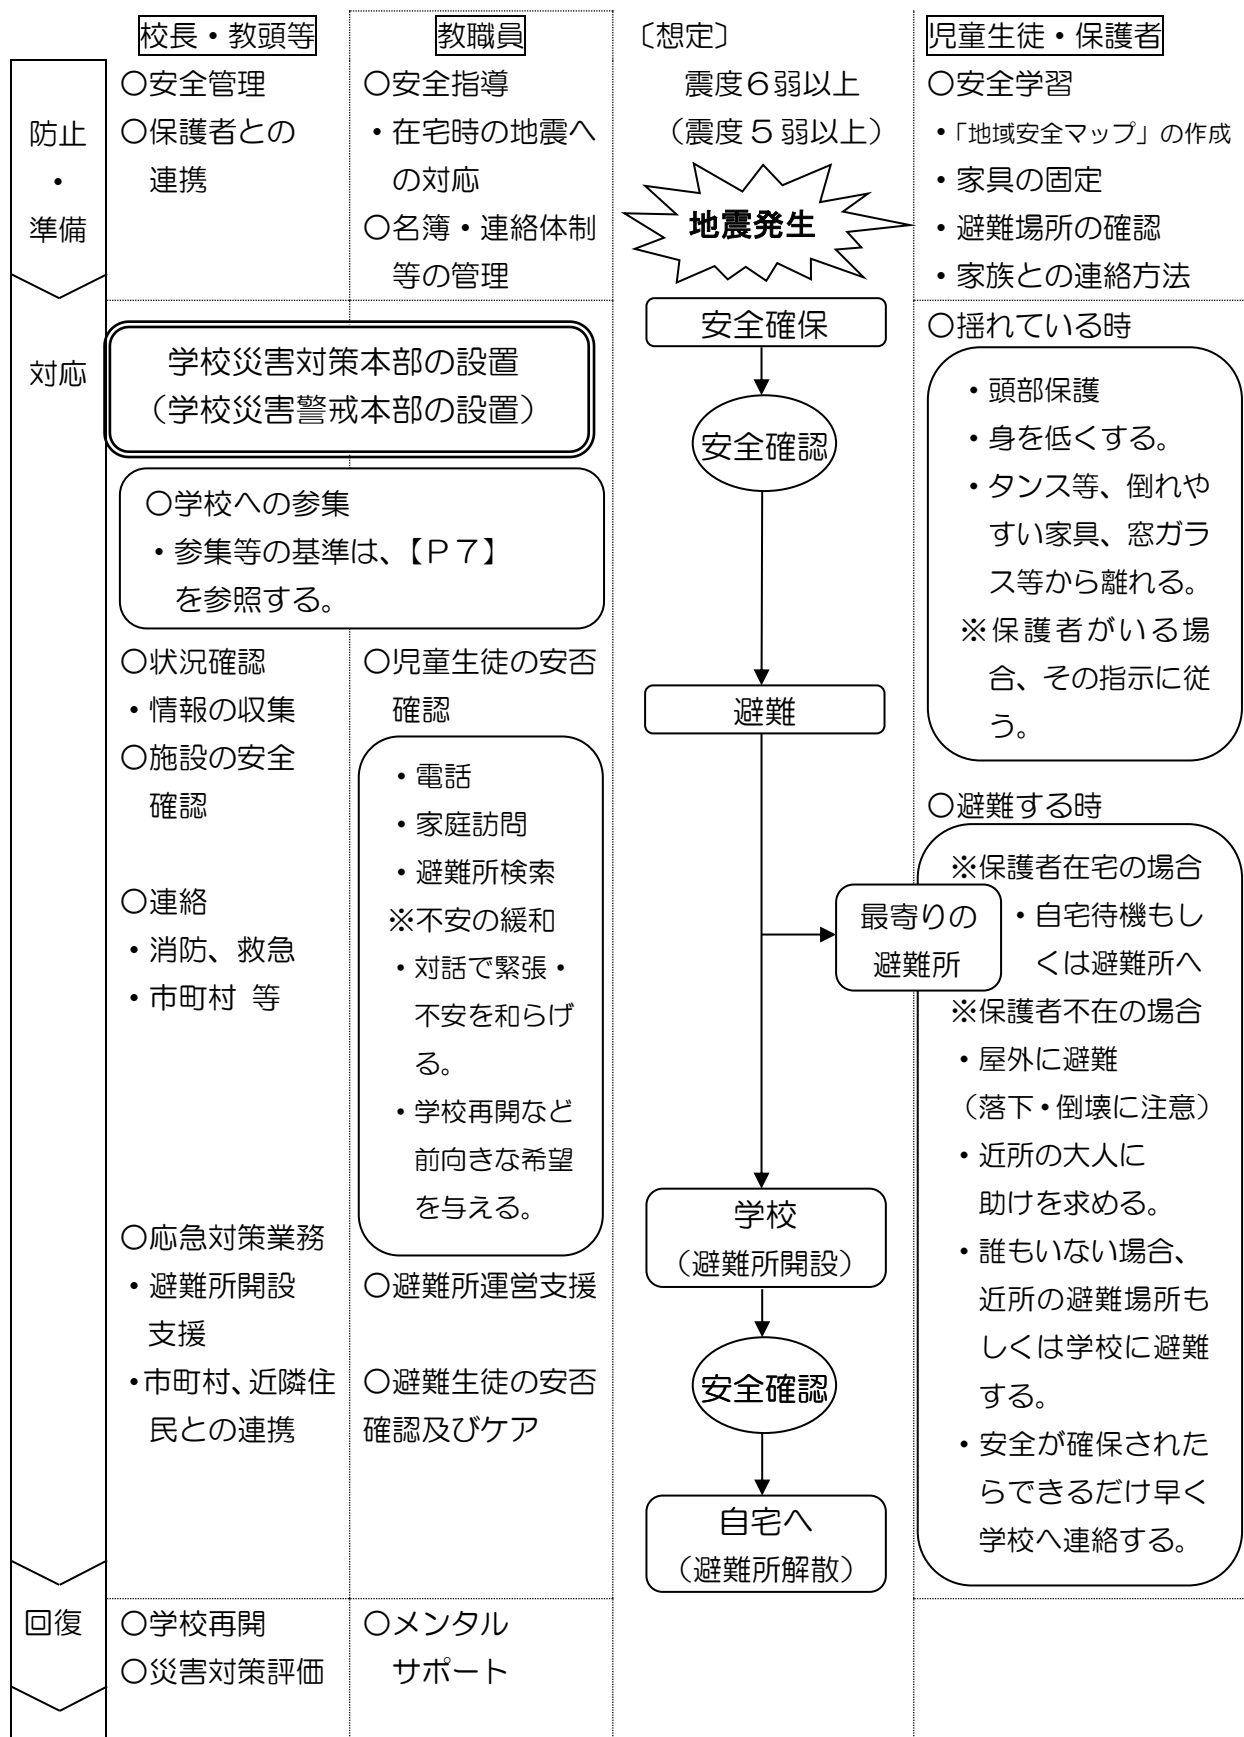 校長・教頭等
教職員
〔想定〕
児童生徒・保護者
防止
・
準備
〇安全管理
〇保護者との
連携
〇安全指導
・在宅時の地震へ
の対応
〇名簿・連絡体制
等の管理
震度６弱以上
（震度５弱以上）
地震発生
〇安全学習
・「地域安全マップ」の作成
・家具の固定
・避難場所の確認
・家族との連絡方法
対応
学校災害対策本部の設置
（学校災害警戒本部の設置）
〇学校への参集
・参集等の基準は、【Ｐ７】
を参照する。
〇状況確認
・情報の収集
〇施設の安全
確認
〇連絡
・消防、救急
・市町村 等
〇応急対策業務
・避難所開設
支援
・市町村、近隣住
民との連携
〇児童生徒の安否
確認
・電話
・家庭訪問
・避難所検索
※不安の緩和
・対話で緊張・
不安を和らげ
る。
・学校再開など
前向きな希望
を与える。
〇避難所運営支援
〇避難生徒の安否
確認及びケア
安全確保
安全確認
避難
最寄りの
避難所
学校
（避難所開設）
安全確認
自宅へ
（避難所解散）
〇揺れている時
・頭部保護
・身を低くする。
・タンス等、倒れや
すい家具、窓ガラ
ス等から離れる。
※保護者がいる場
合、その指示に従
う。
〇避難する時
※保護者在宅の場合
・自宅待機もし
くは避難所へ
※保護者不在の場合
・屋外に避難
（落下・倒壊に注意）
・近所の大人に
助けを求める。
・誰もいない場合、
近所の避難場所も
しくは学校に避難
する。
・安全が確保された
らできるだけ早く
学校へ連絡する。
回復
〇学校再開
〇災害対策評価
〇メンタル
サポート